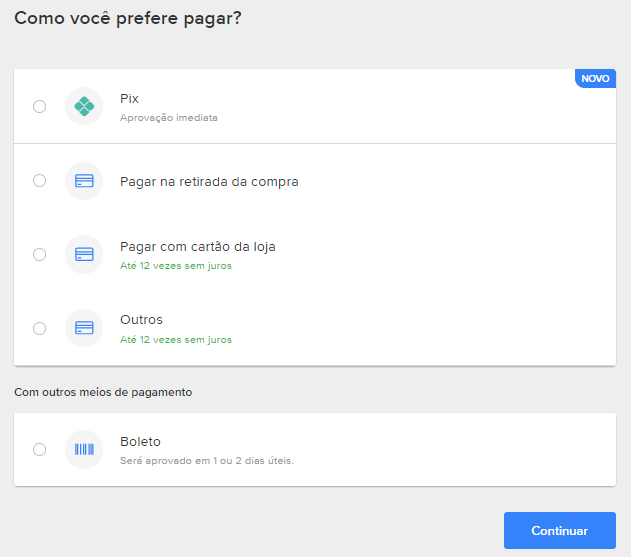 Como você prefere pagar?
NOVO
Pix
Aprovação imediata
Pagar na retirada da compra
Pagar com cartão da loja
Até 12 vezes sem juros
Outros
Até 12 vezes sem juros
Com outros meios de pagamento
Boleto
Será aprovado em 1 ou 2 dias úteis.
Continuar